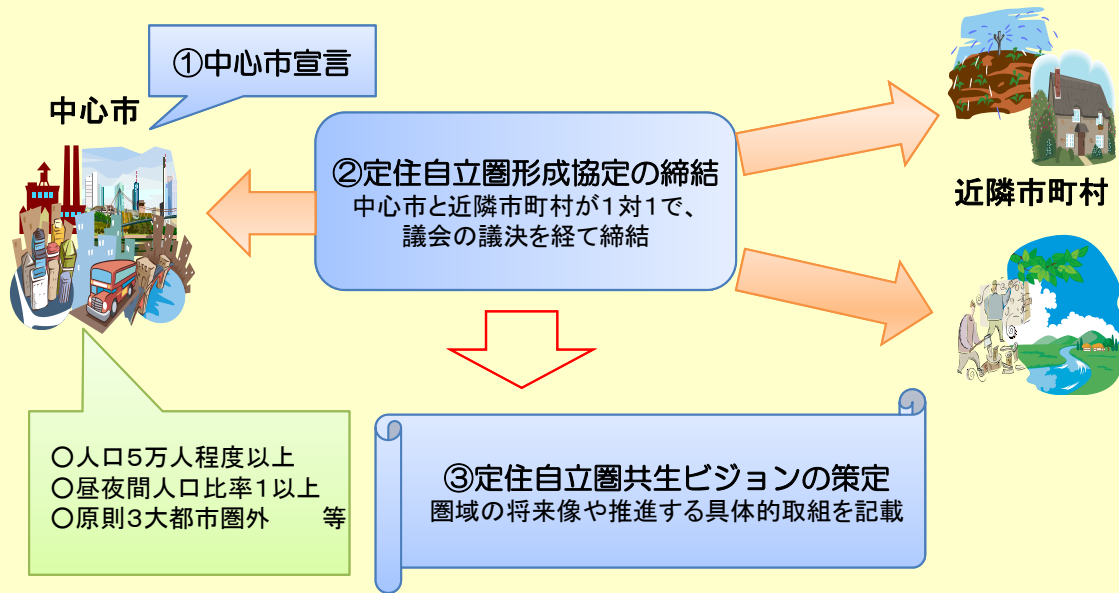 ①中心市宣言
中心市
②定住自立圏形成協定の締結
中心市と近隣市町村が1対1で、
議会の議決を経て締結
近隣市町村
○人口5万人程度以上
○昼夜間人口比率1以上
○原則3大都市圏外　　等
③定住自立圏共生ビジョンの策定
圏域の将来像や推進する具体的取組を記載